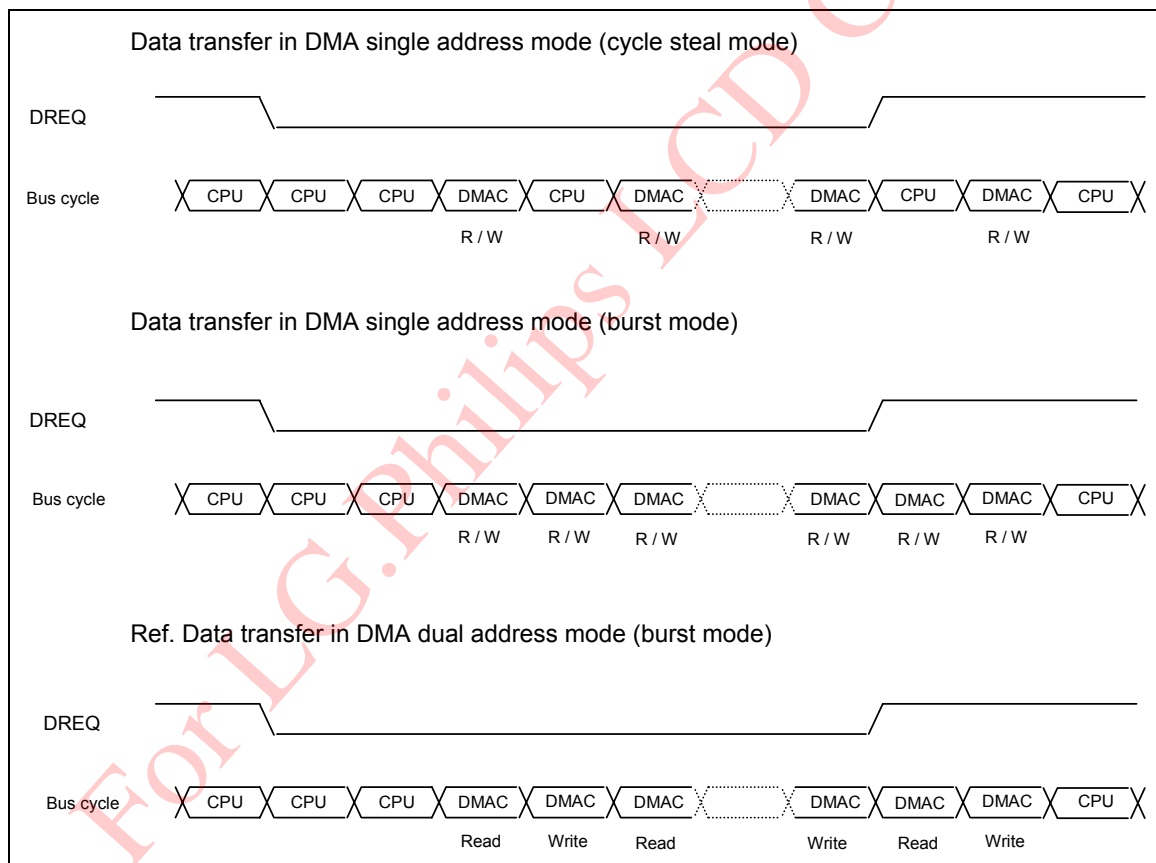 Data transfer in DMA single address mode (cycle steal mode)
DREQ
Bus cycle CPU CPU CPU DMAC CPU DMAC DMAC CPU DMAC CPU
R / W R / W R / W R / W
Data transfer in DMA single address mode (burst mode)
DREQ
Bus cycle CPU CPU CPU DMAC DMAC DMAC DMAC DMAC DMAC CPU
R / W R / W R / W R / W R / W R / W
Ref. Data transfer in DMA dual address mode (burst mode)
DREQ
Bus cycle CPU CPU CPU DMAC DMAC DMAC DMAC DMAC DMAC CPU
Read Write Read Write Read Write
For LG.Philips LCD